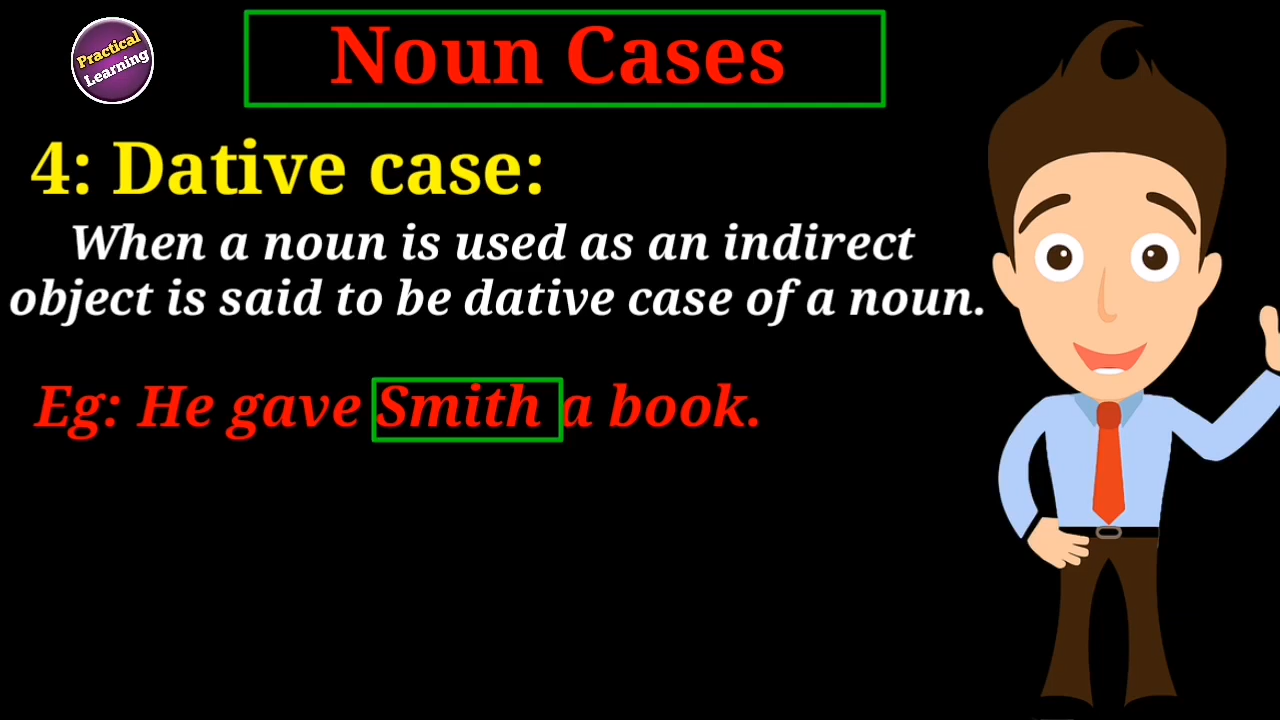 Practical
Learning
Noun Cases
4: Dative case:
When a noun is used as an indirect
object is said to be dative case of a noun.
Eg: He gave Smith a book.